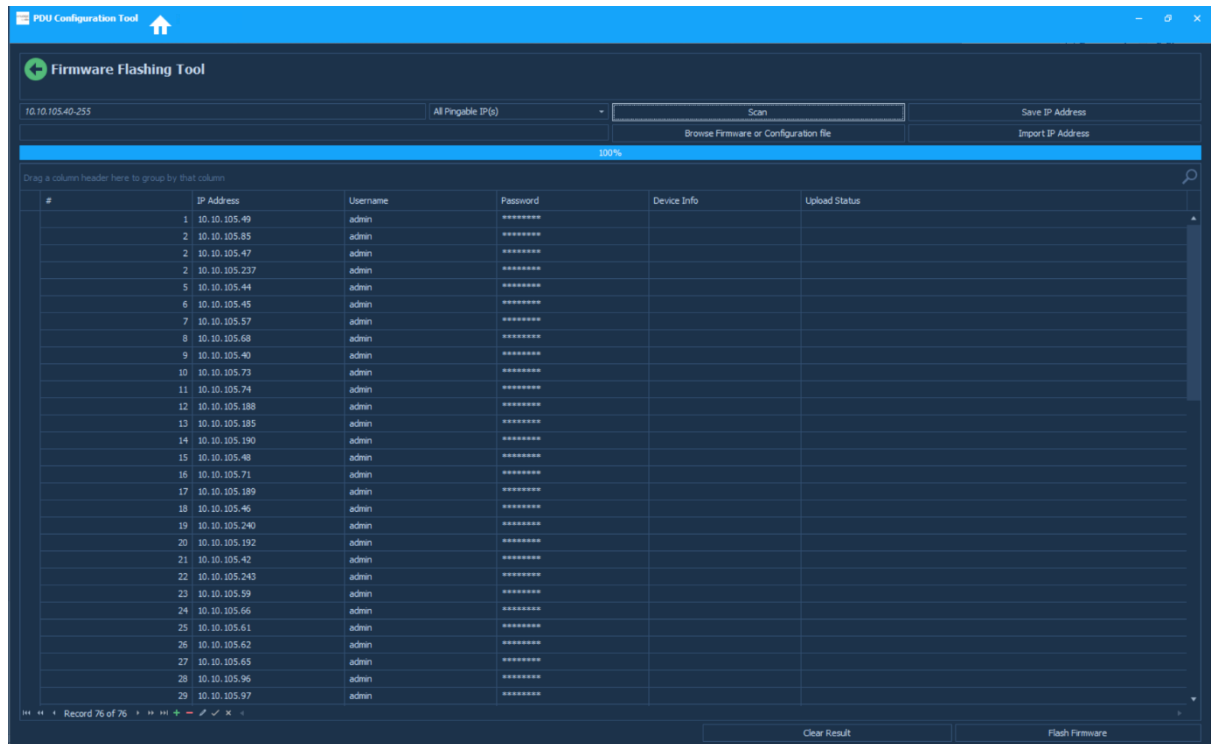 PDU Configuration Tool
Firmware Flashing Tool
10.10.105.40-255 All Pingable IP(s) Scan Save IP Address
Browse Firmware or Configuration file Import IP Address
100%
Drag a column header here to group by that column
# IP Address Username Password Device Info Upload Status
1 10.10.105.49 admin ********
2 10.10.105.85 admin ********
2 10.10.105.47 admin ********
2 10.10.105.237 admin ********
5 10.10.105.44 admin ********
6 10.10.105.45 admin ********
7 10.10.105.57 admin ********
8 10.10.105.68 admin ********
9 10.10.105.40 admin ********
10 10.10.105.73 admin ********
11 10.10.105.74 admin ********
12 10.10.105.188 admin ********
13 10.10.105.185 admin ********
14 10.10.105.190 admin ********
15 10.10.105.48 admin ********
16 10.10.105.71 admin ********
17 10.10.105.189 admin ********
18 10.10.105.46 admin ********
19 10.10.105.240 admin ********
20 10.10.105.192 admin ********
21 10.10.105.42 admin ********
22 10.10.105.243 admin ********
23 10.10.105.59 admin ********
24 10.10.105.66 admin ********
25 10.10.105.61 admin ********
26 10.10.105.62 admin ********
27 10.10.105.65 admin ********
28 10.10.105.96 admin ********
29 10.10.105.97 admin ********
Record 76 of 76
Clear Result Flash Firmware